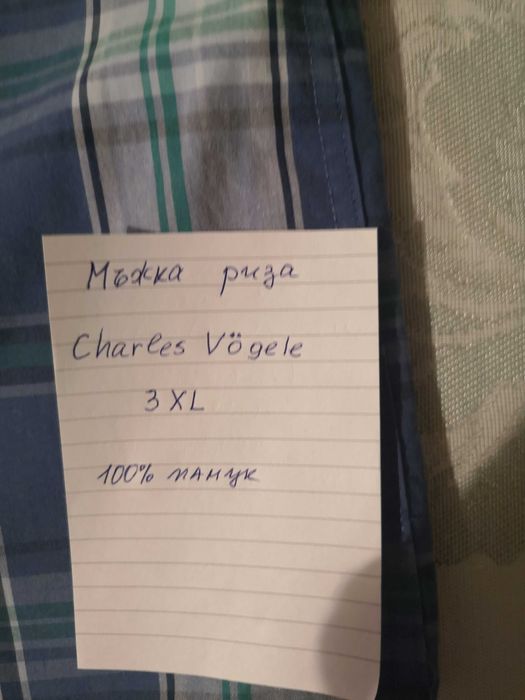 Мъжка риза
Charles Vögele
3XL
100% памук